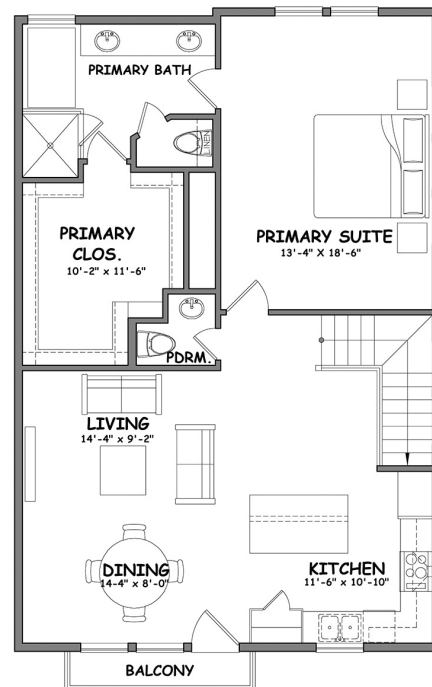 PRIMARY BATH
LINEN
PRIMARY
CLOS.
10'-2" x 11'-6"
PRIMARY SUITE
13'-4" X 18'-6"
PDRM.
LIVING
14'-4" x 9'-2"
DINING
14-4" x 8'-0"
KITCHEN
11'-6" x 10'-10"
BALCONY